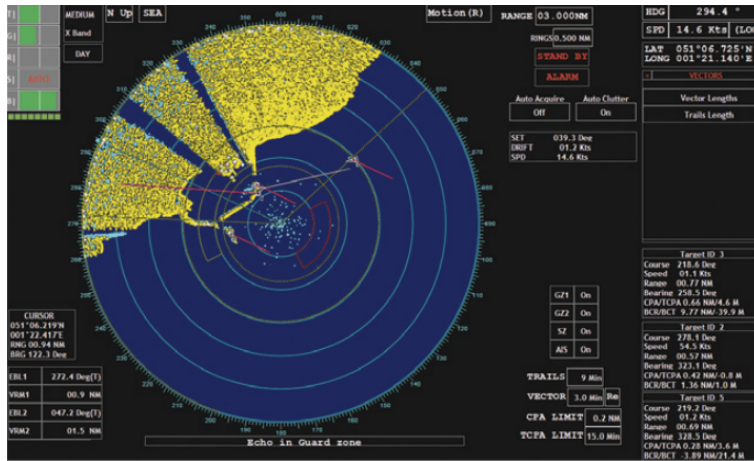 MEDIUM
X Band
DAY
N Up
SEA
Motion(R)
RANGE 03.000NM
RINGS 0.500 NM
STAND BY
ALARM
Auto Acquire
Auto Clutter
Off
On
SET 039.3 Deg
DRIFT 01.2 Kts
SPD 14.6 Kts
HDG 294.4 °
SPD 14.6 Kts
LAT 051°06.725'N
LONG 001°21.140'E
VECTORS
Vector Lengths
Trails Length
Target ID 3
Course 218.6 Deg
Speed 01.1 Kts
Range 00.77 NM
Bearing 258.5 Deg
CPA/TCPA 0.66 NM/4.6 M
BCR/BCT 9.77 NM/-39.9 M
Target ID 2
Course 278.1 Deg
Speed 54.5 Kts
Range 00.57 NM
Bearing 323.1 Deg
CPA/TCPA 0.42 NM/-0.8 M
BCR/BCT 1.36 NM/1.0 M
Target ID 5
Course 219.2 Deg
Speed 01.2 Kts
Range 00.69 NM
Bearing 328.5 Deg
CPA/TCPA 0.28 NM/3.6 M
BCR/BCT -3.89 NM/21.4 M
GZ1 On
GZ2 On
SZ On
AIS On
TRAILS 9 Min
VECTOR 3.0 Min Re
CPA LIMIT 0.2 NM
TCPA LIMIT 15.0 Min
CURSOR
051°06.219'N
001°22.417'E
RNG 00.94 NM
BRG 122.3 Deg
EBL1 272.4 Deg(T)
VRM1 00.9 NM
EBL2 047.2 Deg(T)
VRM2 01.5 NM
Echo in Guard zone